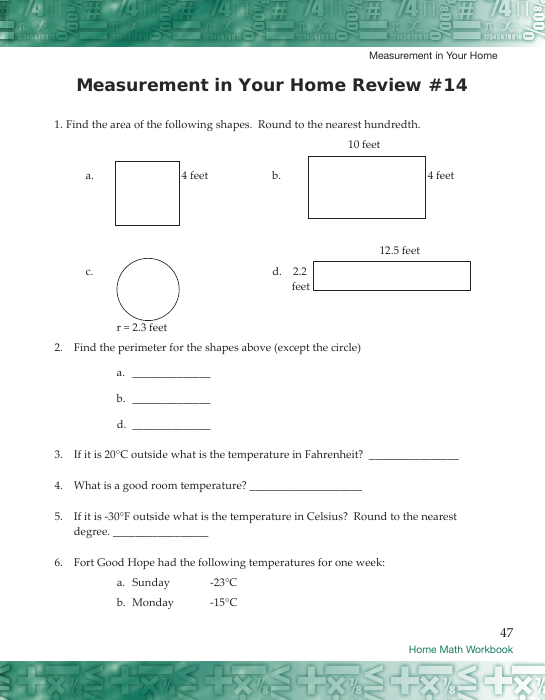 Measurement in Your Home
Measurement in Your Home Review #14
1. Find the area of the following shapes.  Round to the nearest hundredth.
10 feet
a.
4 feet
b.
4 feet
12.5 feet
c.
d.
2.2
feet
r = 2.3 feet
2. Find the perimeter for the shapes above (except the circle)
a. ______________
b. ______________
d. ______________
3. If it is 20°C outside what is the temperature in Fahrenheit? ________________
4. What is a good room temperature? ____________________
5. If it is -30°F outside what is the temperature in Celsius?  Round to the nearest
degree. _________________
6. Fort Good Hope had the following temperatures for one week:
a. Sunday -23°C
b. Monday -15°C
47
Home Math Workbook